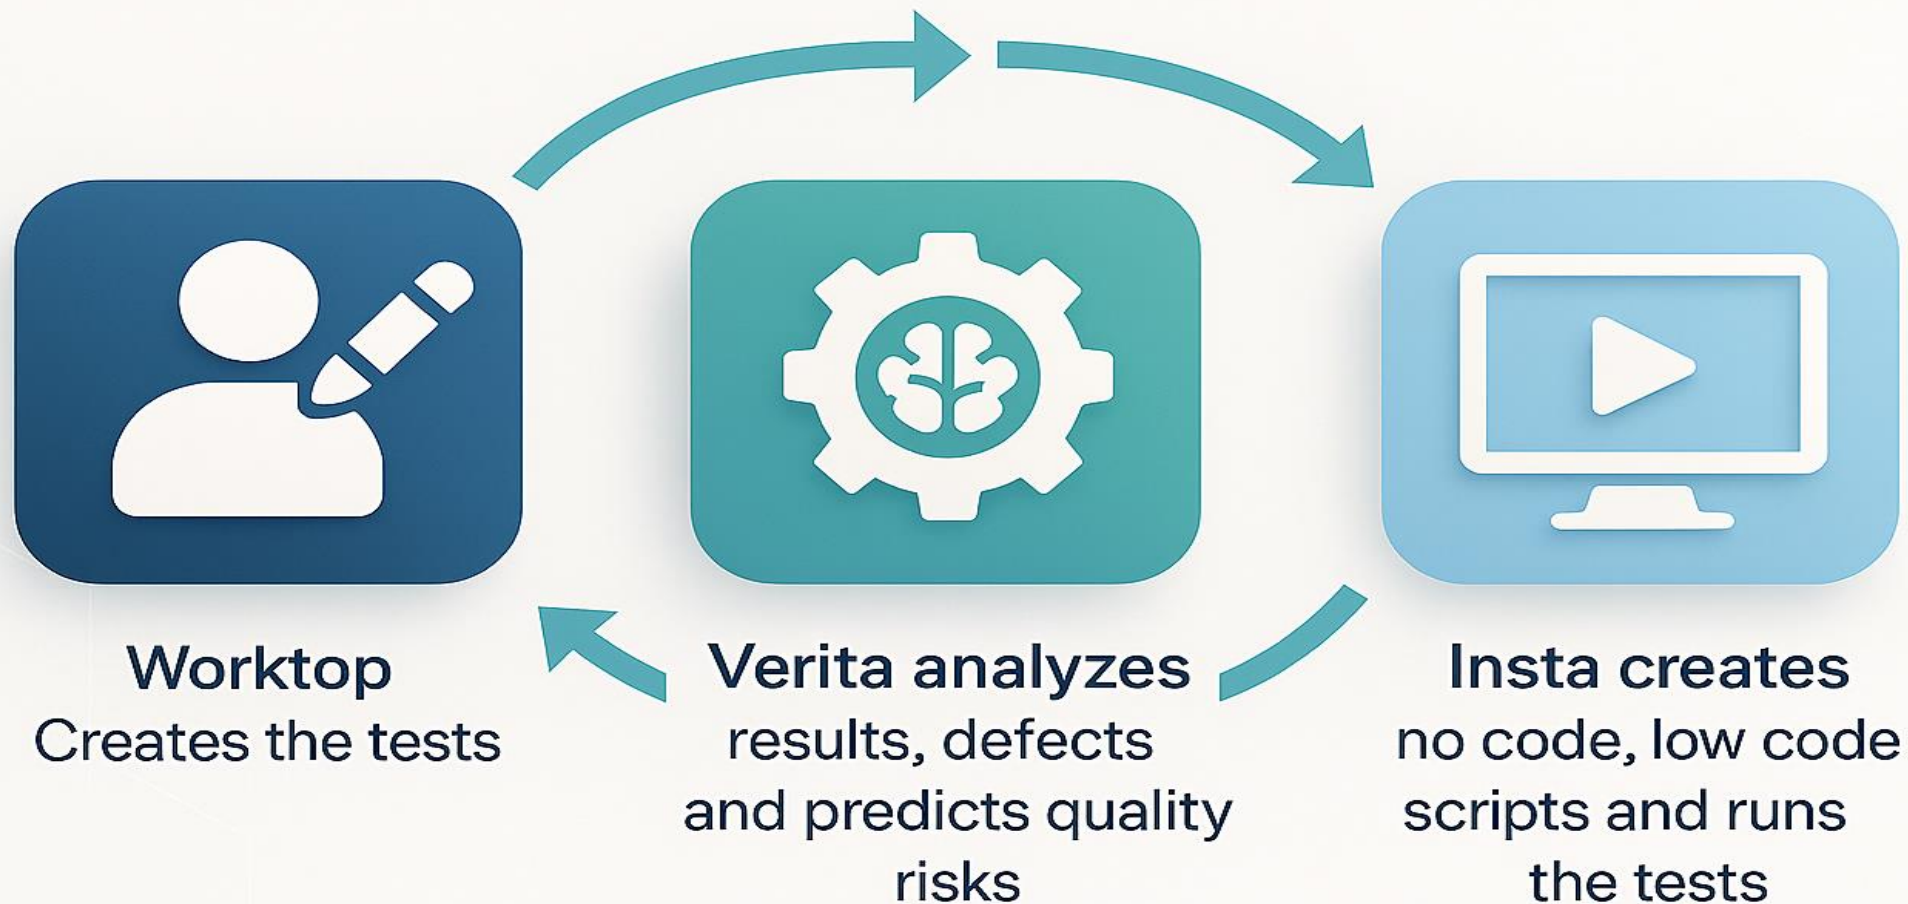 Worktop
Creates the tests
Verita analyzes
results, defects
and predicts quality
risks
Insta creates
no code, low code
scripts and runs
the tests